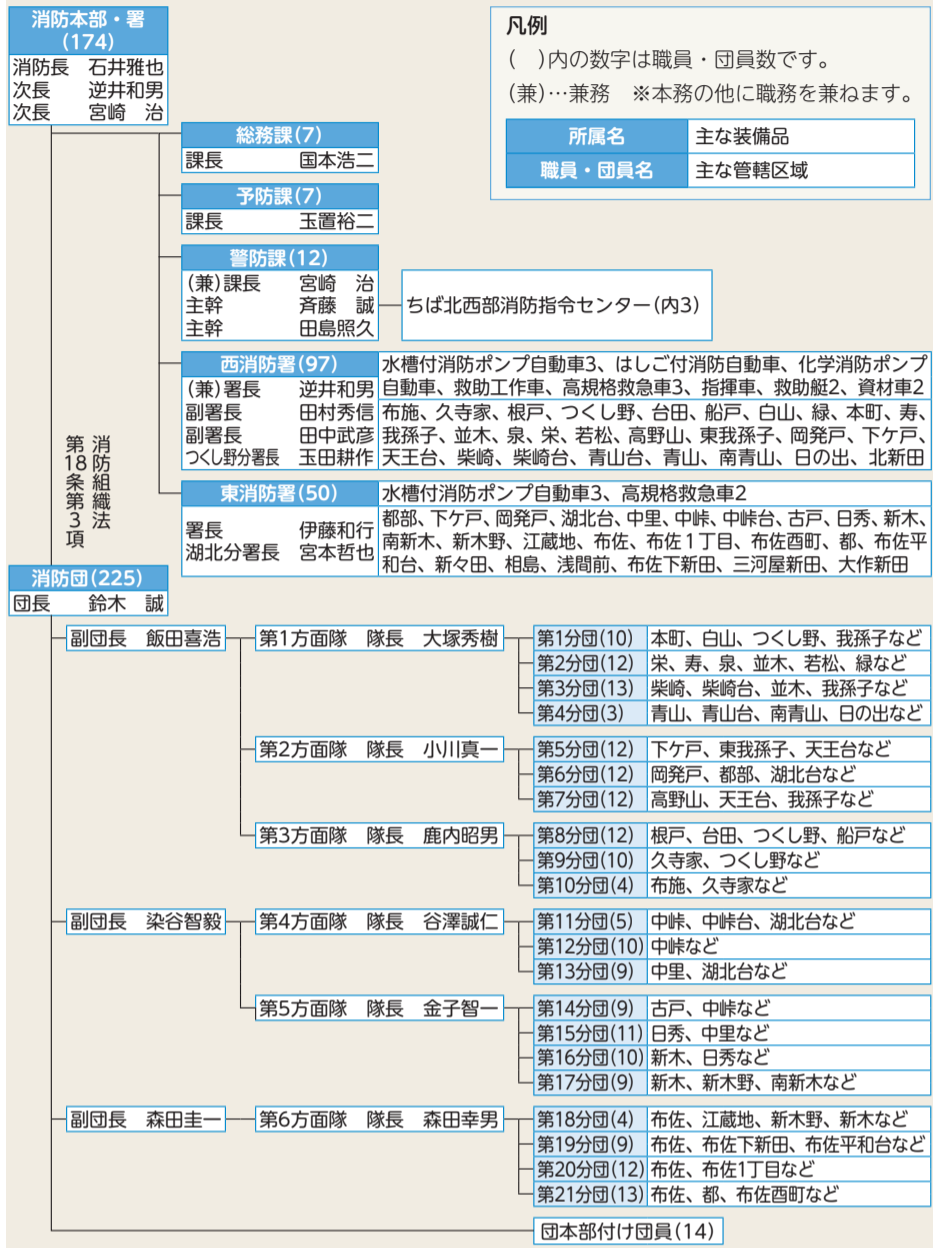 消防本部・署
(174)
消防長 石井雅也
次長 逆井和男
次長 宮崎 治
凡例
( )内の数字は職員・団員数です。
(兼)…兼務 ※本務の他に職務を兼ねます。
所属名 主な装備品
職員・団員名 主な管轄区域
総務課(7)
課長 国本浩二
予防課(7)
課長 玉置裕二
警防課(12)
(兼)課長 宮崎 治
主幹 斉藤 誠
主幹 田島照久
ちば北西部消防指令センター(内3)
西消防署(97)
(兼)署長 逆井和男
副署長 田村秀信
副署長 田中武彦
つくし野分署長 玉田耕作
水槽付消防ポンプ自動車3、はしご付消防自動車、化学消防ポンプ
自動車、救助工作車、高規格救急車3、指揮車、救助艇2、資材車2
布施、久寺家、根戸、つくし野、台田、船戸、白山、緑、本町、寿、
我孫子、並木、泉、栄、若松、高野山、東我孫子、岡発戸、下ケ戸、
天王台、柴崎、柴崎台、青山台、青山、南青山、日の出、北新田
東消防署(50)
署長 伊藤和行
湖北分署長 宮本哲也
水槽付消防ポンプ自動車3、高規格救急車2
都部、下ケ戸、岡発戸、湖北台、中里、中峠、中峠台、古戸、日秀、新木、
南新木、新木野、江蔵地、布佐、布佐1丁目、布佐酉町、都、布佐平
和台、新々田、相島、浅間前、布佐下新田、三河屋新田、大作新田
消防組織法
第18条第3項
消防団(225)
団長 鈴木 誠
副団長 飯田喜浩
第1方面隊 隊長 大塚秀樹
第1分団(10) 本町、白山、つくし野、我孫子など
第2分団(12) 栄、寿、泉、並木、若松、緑など
第3分団(13) 柴崎、柴崎台、並木、我孫子など
第4分団(3) 青山、青山台、南青山、日の出など
第2方面隊 隊長 小川真一
第5分団(12) 下ケ戸、東我孫子、天王台など
第6分団(12) 岡発戸、都部、湖北台など
第7分団(12) 高野山、天王台、我孫子など
第3方面隊 隊長 鹿内昭男
第8分団(12) 根戸、台田、つくし野、船戸など
第9分団(10) 久寺家、つくし野など
第10分団(4) 布施、久寺家など
副団長 染谷智毅
第4方面隊 隊長 谷澤誠仁
第11分団(5) 中峠、中峠台、湖北台など
第12分団(10) 中峠など
第13分団(9) 中里、湖北台など
第5方面隊 隊長 金子智一
第14分団(9) 古戸、中峠など
第15分団(11) 日秀、中里など
第16分団(10) 新木、日秀など
第17分団(9) 新木、新木野、南新木など
副団長 森田圭一
第6方面隊 隊長 森田幸男
第18分団(4) 布佐、江蔵地、新木野、新木など
第19分団(9) 布佐、布佐下新田、布佐平和台など
第20分団(12) 布佐、布佐1丁目など
第21分団(13) 布佐、都、布佐酉町など
団本部付け団員(14)